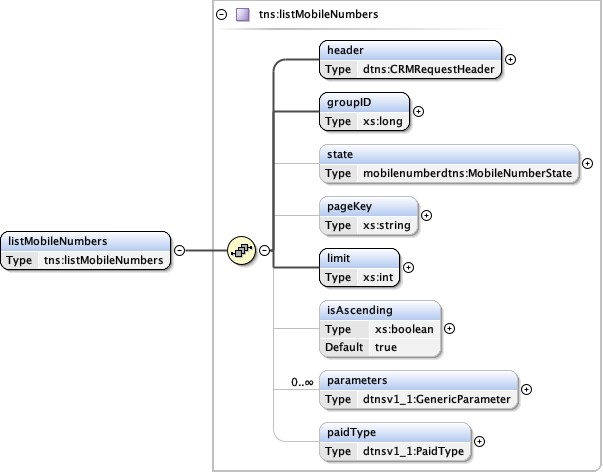 tns:listMobileNumbers
header
Type dtns:CRMRequestHeader
groupID
Type xs:long
state
Type mobilenumberdtns:MobileNumberState
pageKey
Type xs:string
listMobileNumbers
Type tns:listMobileNumbers
limit
Type xs:int
isAscending
Type xs:boolean
Default true
0..∞
parameters
Type dtnsv1_1:GenericParameter
paidType
Type dtnsv1_1:PaidType